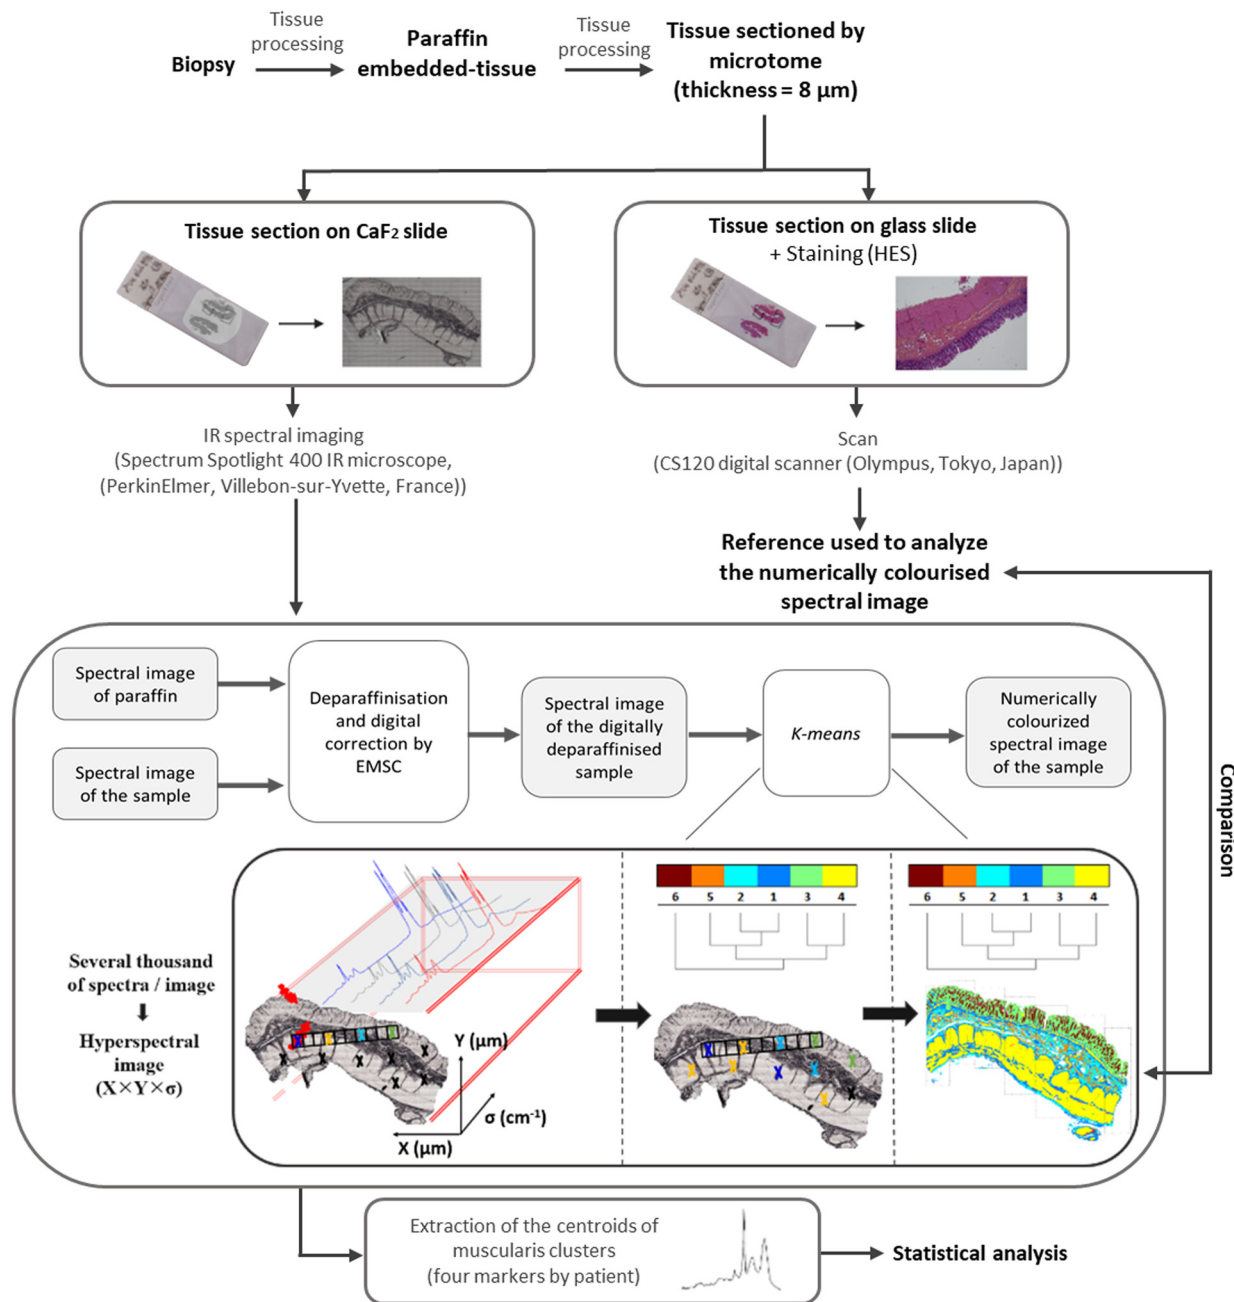 Tissue
processing
Biopsy
Paraffin
embedded-tissue
Tissue
processing
Tissue sectioned by
microtome
(thickness = 8 µm)
Tissue section on CaF₂ slide
Tissue section on glass slide
+ Staining (HES)
IR spectral imaging
(Spectrum Spotlight 400 IR microscope,
(PerkinElmer, Villebon-sur-Yvette, France))
Scan
(CS120 digital scanner (Olympus, Tokyo, Japan))
Reference used to analyze
the numerically colourised
spectral image
Spectral image
of paraffin
Spectral image
of the sample
Deparaffinisation
and digital
correction by
EMSC
Spectral image
of the digitally
deparaffinised
sample
K-means
Numerically
colourized
spectral image
of the sample
Comparison
Several thousand
of spectra / image
Hyperspectral
image
(X×Y×σ)
Y (µm)
σ (cm⁻¹)
X (µm)
6 5 2 1 3 4
6 5 2 1 3 4
Extraction of the centroids of
muscularis clusters
(four markers by patient)
Statistical analysis